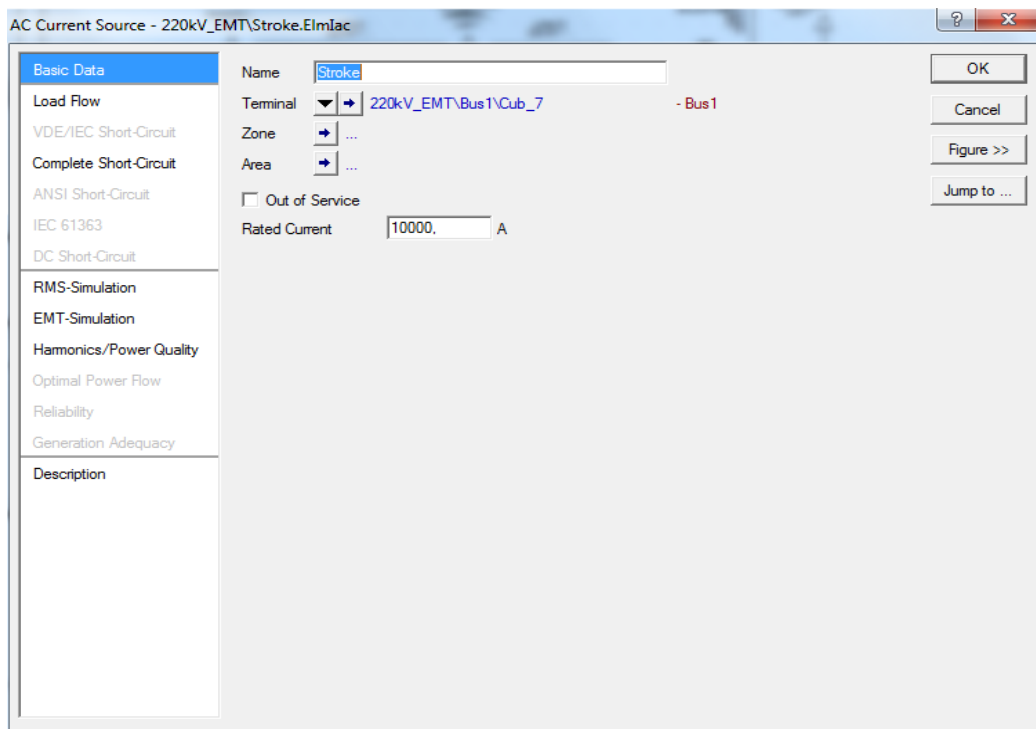 AC Current Source - 220kV_EMT\Stroke.ElmIac
Basic Data
Load Flow
VDE/IEC Short-Circuit
Complete Short-Circuit
ANSI Short-Circuit
IEC 61363
DC Short-Circuit
RMS-Simulation
EMT-Simulation
Harmonics/Power Quality
Optimal Power Flow
Reliability
Generation Adequacy
Description
Name Stroke
Terminal 220kV_EMT\Bus1\Cub_7 - Bus1
Zone ...
Area ...
Out of Service
Rated Current 10000, A
OK
Cancel
Figure >>
Jump to ...